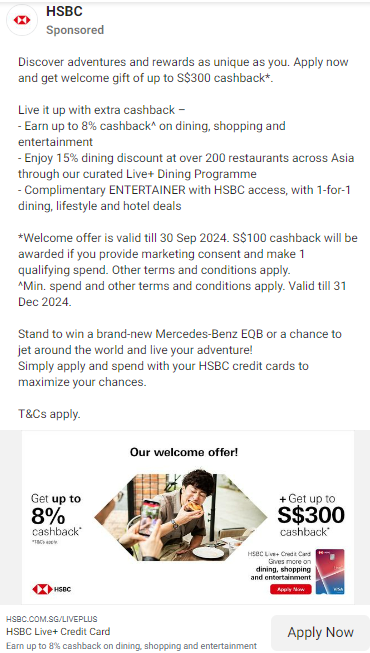 HSBC
Sponsored
Discover adventures and rewards as unique as you. Apply now
and get welcome gift of up to S$300 cashback*.
Live it up with extra cashback –
- Earn up to 8% cashback^ on dining, shopping and
entertainment
- Enjoy 15% dining discount at over 200 restaurants across Asia
through our curated Live+ Dining Programme
- Complimentary ENTERTAINER with HSBC access, with 1-for-1
dining, lifestyle and hotel deals
*Welcome offer is valid till 30 Sep 2024. S$100 cashback will be
awarded if you provide marketing consent and make 1
qualifying spend. Other terms and conditions apply.
^Min. spend and other terms and conditions apply. Valid till 31
Dec 2024.
Stand to win a brand-new Mercedes-Benz EQB or a chance to
jet around the world and live your adventure!
Simply apply and spend with your HSBC credit cards to
maximize your chances.
T&Cs apply.
Our welcome offer!
Get up to
8%
cashback*
*T&Cs apply
+ Get up to
S$300
cashback*
HSBC Live+ Credit Card
Gives more on
dining, shopping
and entertainment
Apply Now
VISA
HSBC
HSBC.COM.SG/LIVEPLUS
HSBC Live+ Credit Card
Earn up to 8% cashback on dining, shopping and entertainment
Apply Now